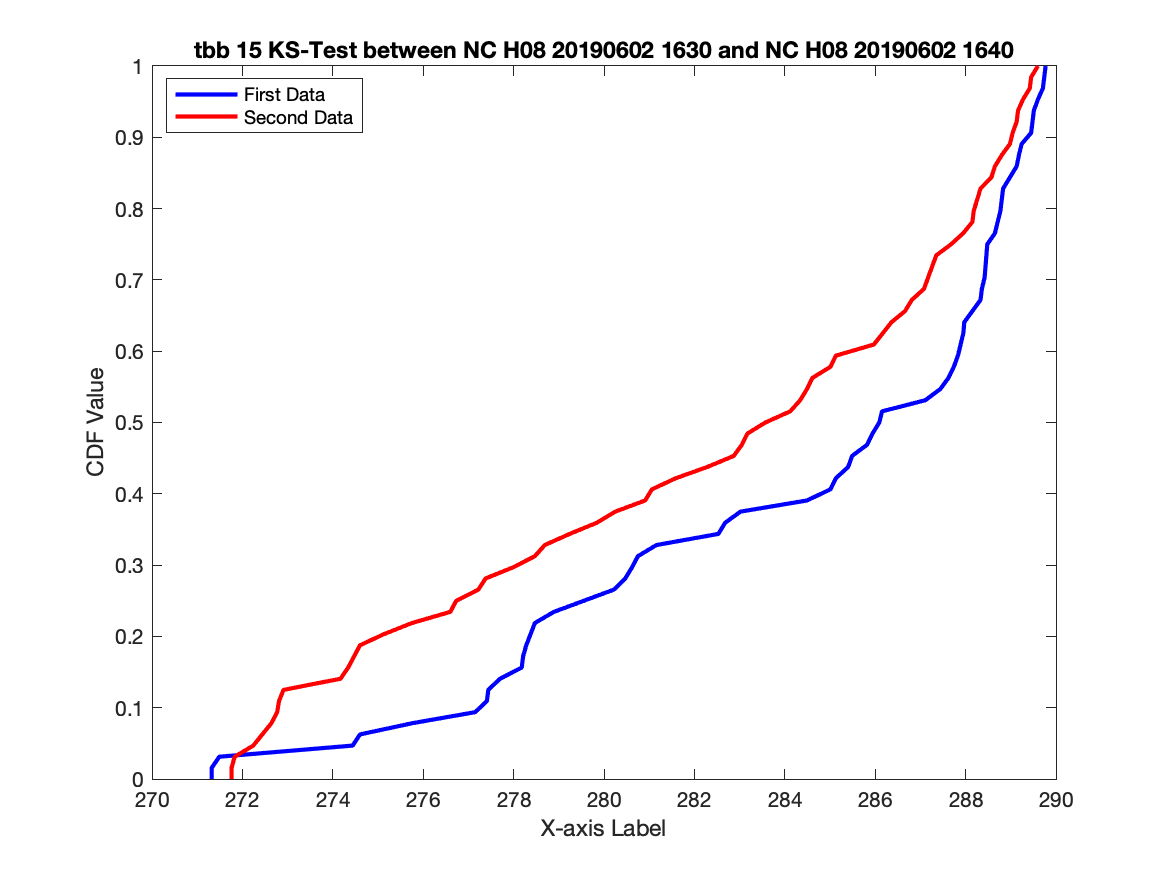 tbb 15 KS-Test between NC H08 20190602 1630 and NC H08 20190602 1640
First Data
Second Data
1
0.9
0.8
0.7
0.6
0.5
0.4
0.3
0.2
0.1
0
CDF Value
270 272 274 276 278 280 282 284 286 288 290
X-axis Label